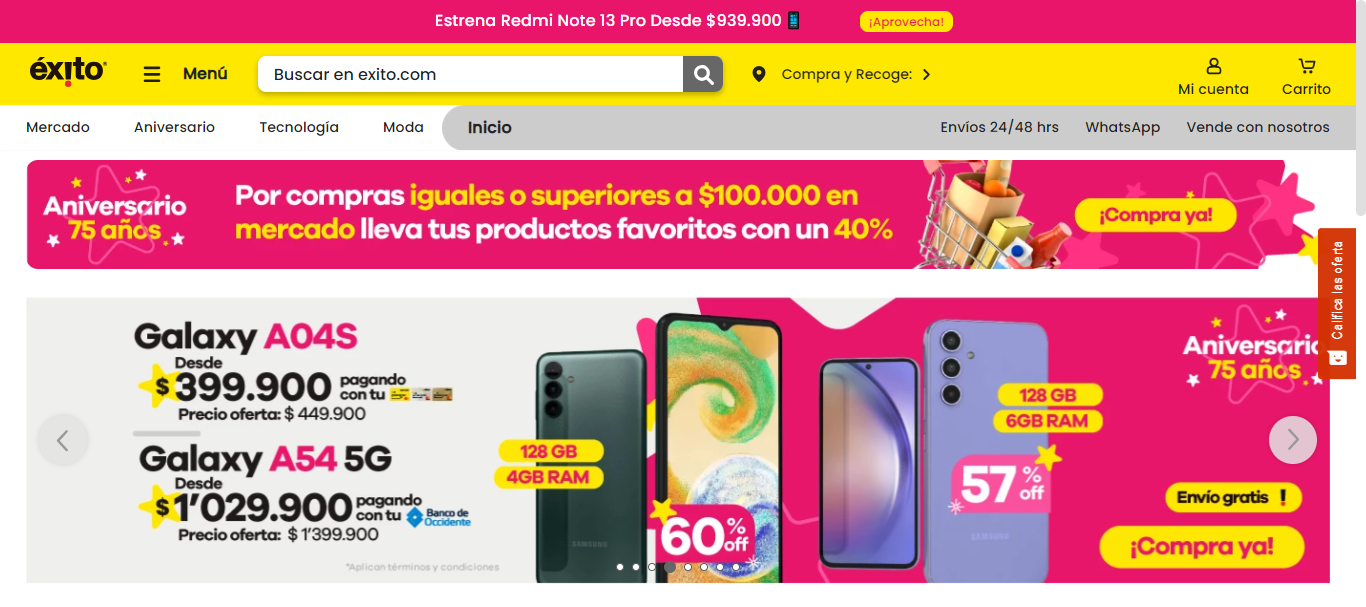 Estrena Redmi Note 13 Pro Desde $939.900
¡Aprovecha!
éxito
Menú
Buscar en exito.com
Compra y Recoge:
Mi cuenta
Carrito
Mercado
Aniversario
Tecnología
Moda
Inicio
Envíos 24/48 hrs
WhatsApp
Vende con nosotros
Aniversario
75 años
Por compras iguales o superiores a $100.000 en
mercado lleva tus productos favoritos con un 40%
¡Compra ya!
Califica las oferta
Galaxy A04S
Desde
$399.900 pagando
con tu
Precio oferta: $ 449.900
Galaxy A54 5G
Desde
$1'029.900 pagando
con tu Banco de
Occidente
Precio oferta: $ 1'399.900
*Aplican términos y condiciones
128 GB
4GB RAM
SAMSUNG
60% off
128 GB
6GB RAM
57% off
SAMSUNG
Aniversario
75 años
Envío gratis !
¡Compra ya!